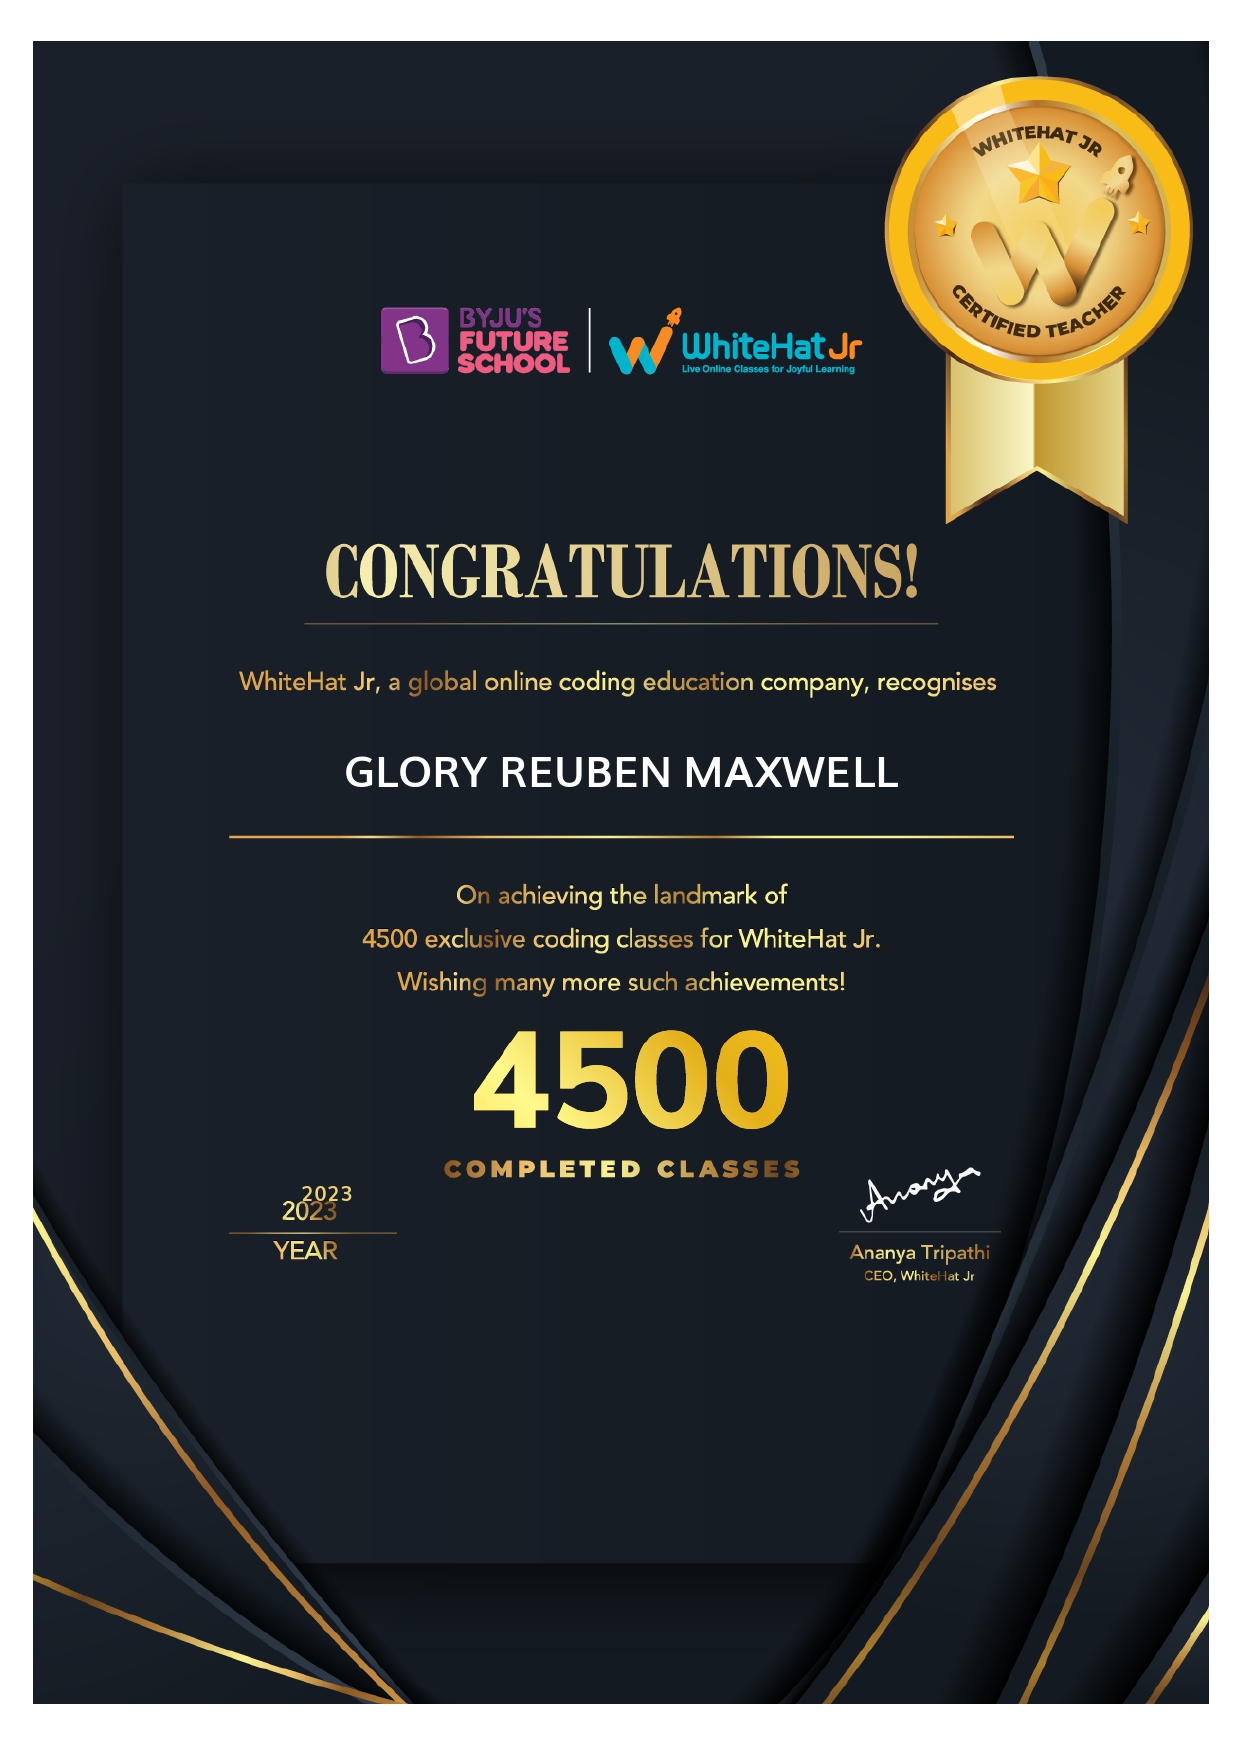 WHITEHAT JR
CERTIFIED TEACHER
BYJU'S
FUTURE
SCHOOL
WhiteHat Jr
Live Online Classes for Joyful Learning
CONGRATULATIONS!
WhiteHat Jr, a global online coding education company, recognises
GLORY REUBEN MAXWELL
On achieving the landmark of
4500 exclusive coding classes for WhiteHat Jr.
Wishing many more such achievements!
4500
COMPLETED CLASSES
2023
2023
YEAR
Ananya
Ananya Tripathi
CEO, WhiteHat Jr